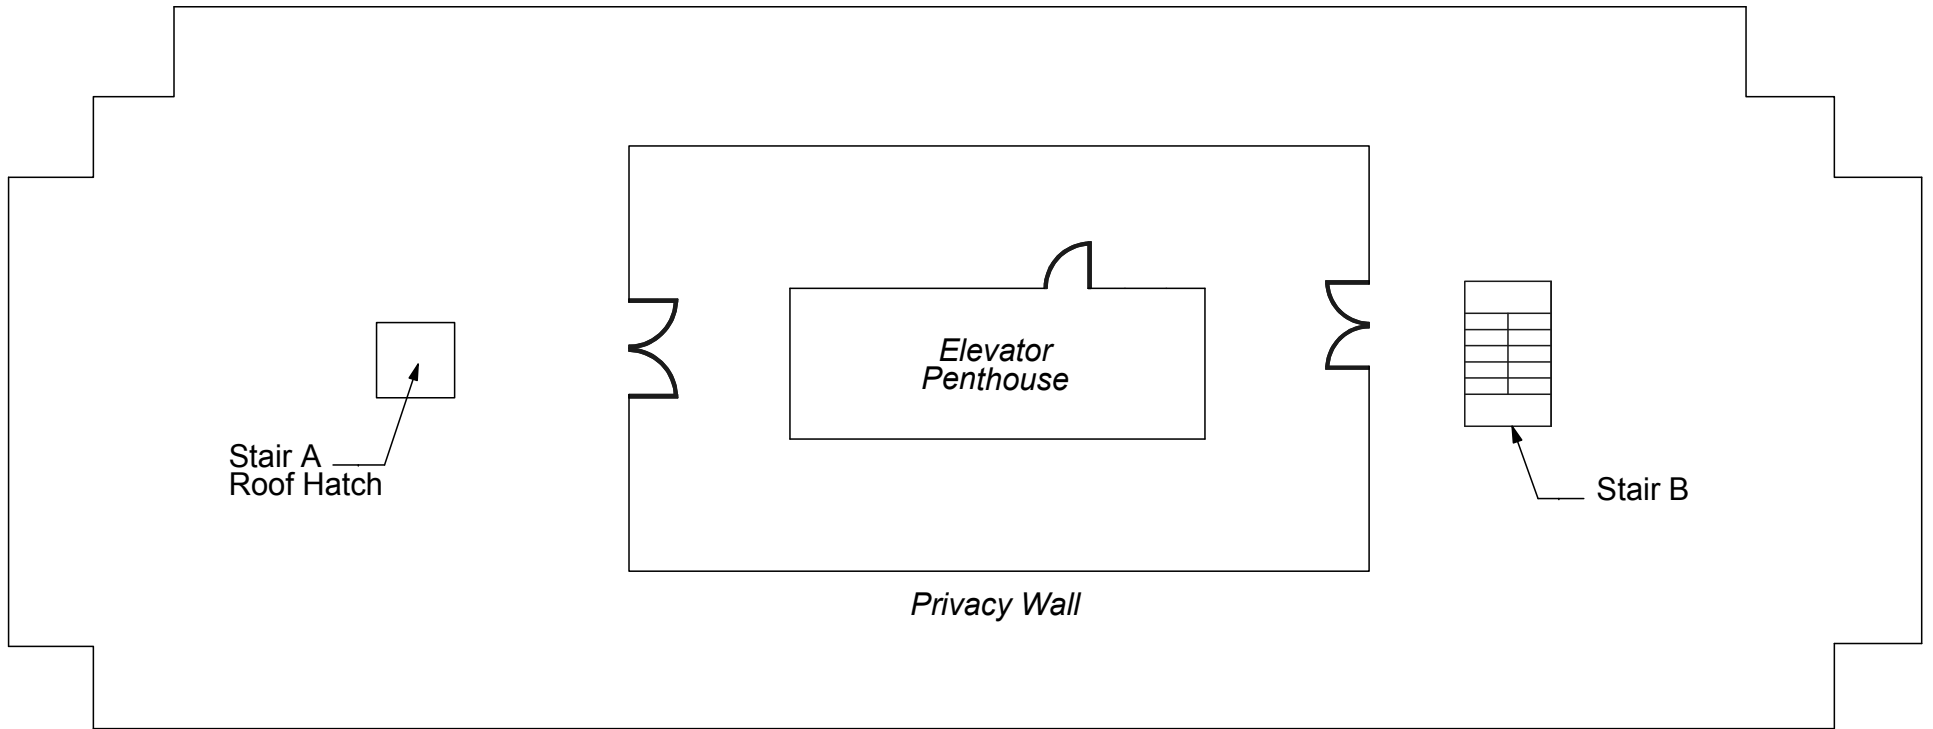 Elevator
Penthouse
Stair A
Roof Hatch
Stair B
Privacy Wall